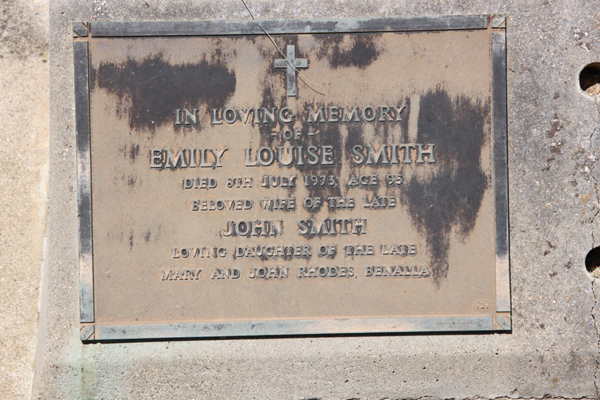 IN LOVING MEMORY
- OF -
EMILY LOUISE SMITH
DIED 8TH JULY 1973, AGE 95.
BELOVED WIFE OF THE LATE
JOHN SMITH
LOVING DAUGHTER OF THE LATE
MARY AND JOHN RHODES, BENALLA